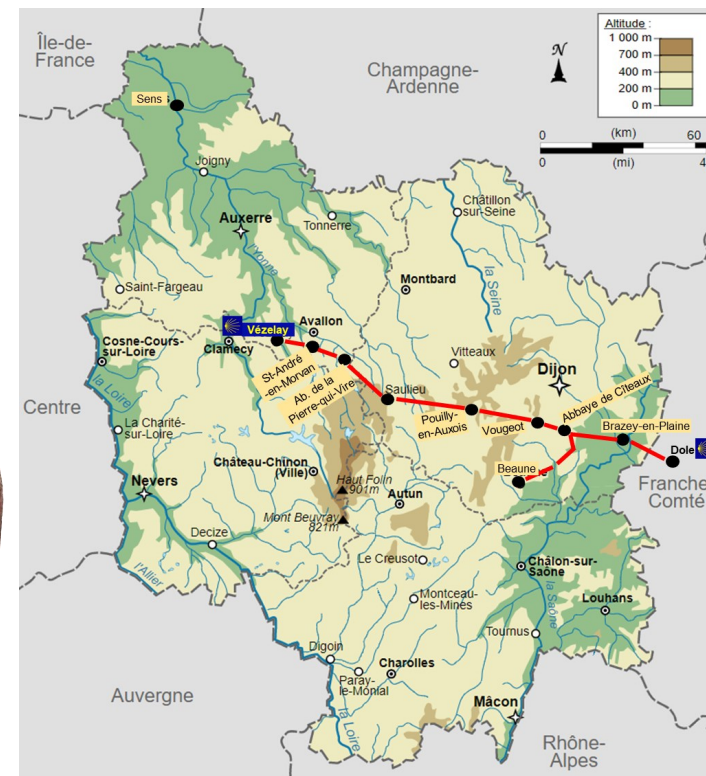 Île-de-
France
Champagne-
Ardenne
N
Altitude :
1 000 m
700 m
400 m
200 m
0 m
0
(km)
60
0
(mi)
4
Sens
Joigny
Châtillon
-sur-Seine
Auxerre
Tonnerre
l'Yonne
la Seine
Montbard
Saint-Fargeau
Avallon
Vézelay
Clamecy
Cosne-Cours-
sur-Loire
la Loire
St-André
-en-Morvan
Ab. de la
Pierre-qui-Vire
Vitteaux
Dijon
Saulieu
Centre
Abbaye de Cîteaux
Pouilly-
en-Auxois
Vougeot
Brazey-en-Plaine
La Charité-
sur-Loire
Dole
Château-Chinon
(Ville)
Haut Folin
901m
Beaune
Franche
Comté
Nevers
Autun
Mont Beuvray
821m
Decize
Le Creusot
l'Allier
Châlon-sur-
Saône
la Saône
Louhans
Montceau-
les-Mines
Tournus
Digoin
Charolles
Paray-
le-Monial
Auvergne
la Loire
Mâcon
Rhône-
Alpes